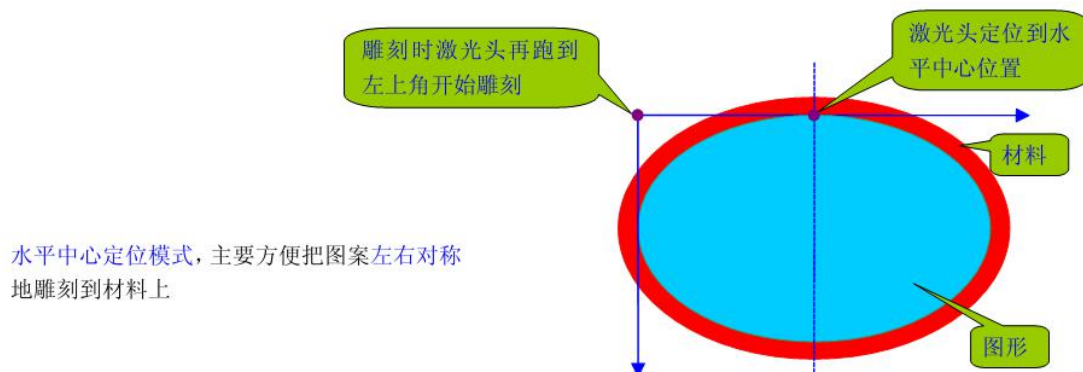 雕刻时激光头再跑到
左上角开始雕刻
激光头定位到水
平中心位置
材料
水平中心定位模式，主要方便把图案左右对称
地雕刻到材料上
图形